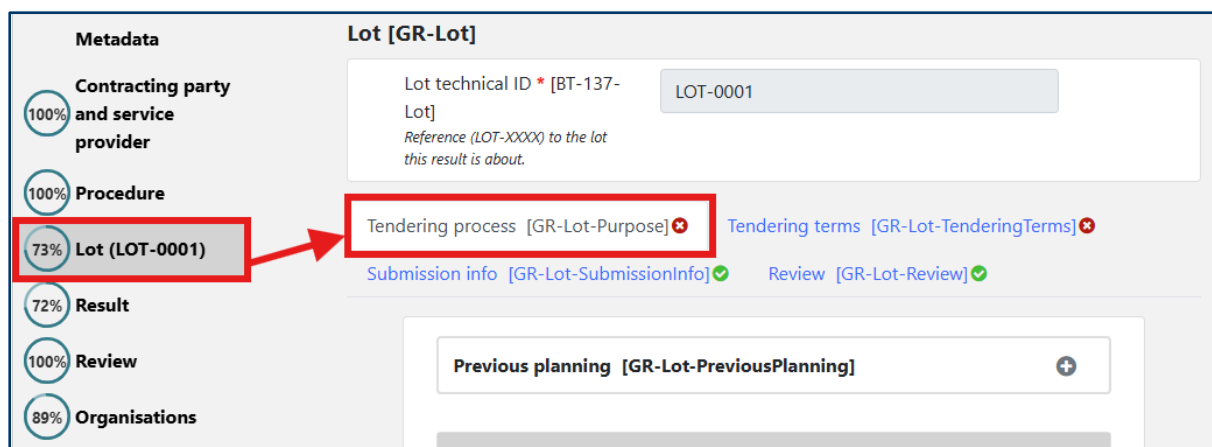 Metadata
100% Contracting party
and service
provider
100% Procedure
73% Lot (LOT-0001)
72% Result
100% Review
89% Organisations
Lot [GR-Lot]
Lot technical ID * [BT-137-
Lot]
Reference (LOT-XXXX) to the lot
this result is about.
LOT-0001
Tendering process [GR-Lot-Purpose]
Tendering terms [GR-Lot-TenderingTerms]
Submission info [GR-Lot-SubmissionInfo]
Review [GR-Lot-Review]
Previous planning [GR-Lot-PreviousPlanning]